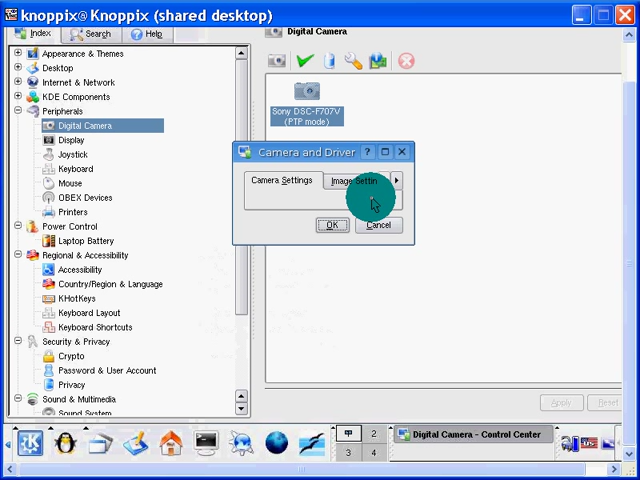 knoppix@ Knoppix (shared desktop)
Index
Search
Help
Digital Camera
Appearance & Themes
Desktop
Internet & Network
KDE Components
Peripherals
Digital Camera
Display
Joystick
Keyboard
Mouse
OBEX Devices
Printers
Power Control
Laptop Battery
Regional & Accessibility
Accessibility
Country/Region & Language
KHotKeys
Keyboard Layout
Keyboard Shortcuts
Security & Privacy
Crypto
Password & User Account
Privacy
Sound & Multimedia
Sound System
Sony DSC-F707V
(PTP mode)
Camera and Driver
Camera Settings
Image Settin
OK
Cancel
Apply
Reset
1 2
3 4
Digital Camera - Control Center
us